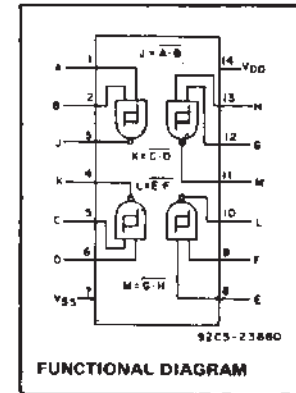 J = A·B
A 1
14 VDD
B 2
13 H
12 G
J 3
K = C·D
11 M
K 4
L = E·F
C 5
10 L
D 6
9 F
M = G·H
VSS 7
8 E
92CS-23880
FUNCTIONAL DIAGRAM